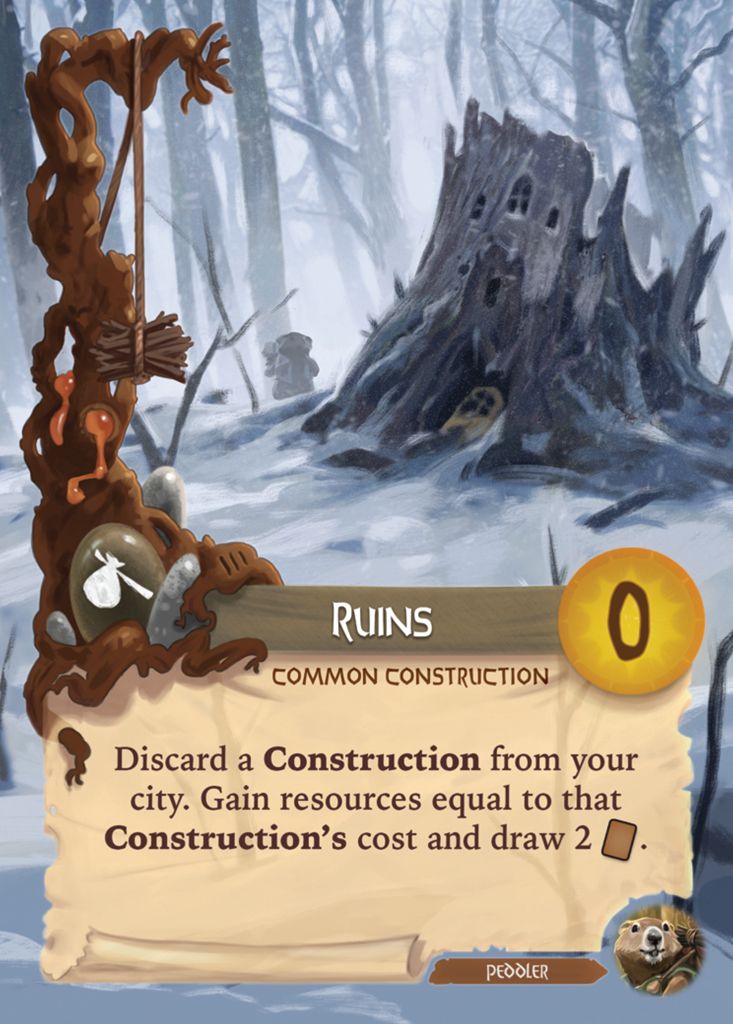 Ruins
0
COMMON CONSTRUCTION
Discard a Construction from your
city. Gain resources equal to that
Construction's cost and draw 2 .
PEDDLER